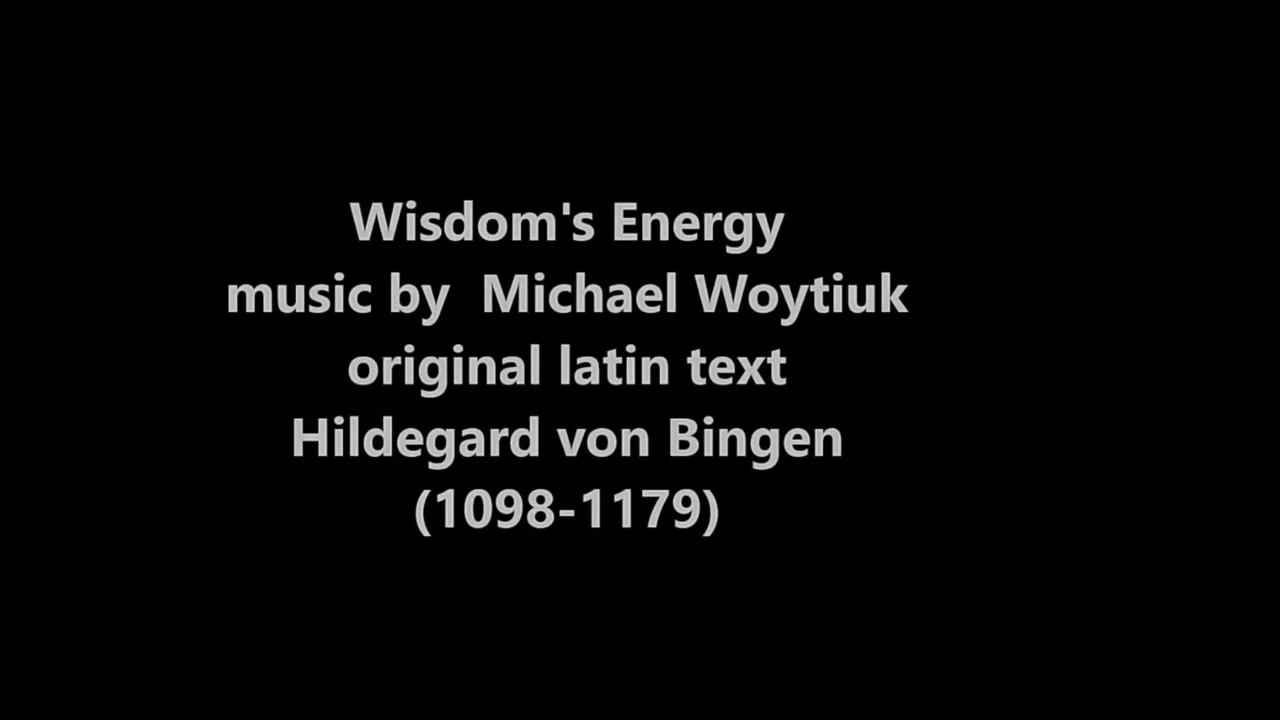 Wisdom's Energy
music by  Michael Woytiuk
original latin text
Hildegard von Bingen
(1098-1179)